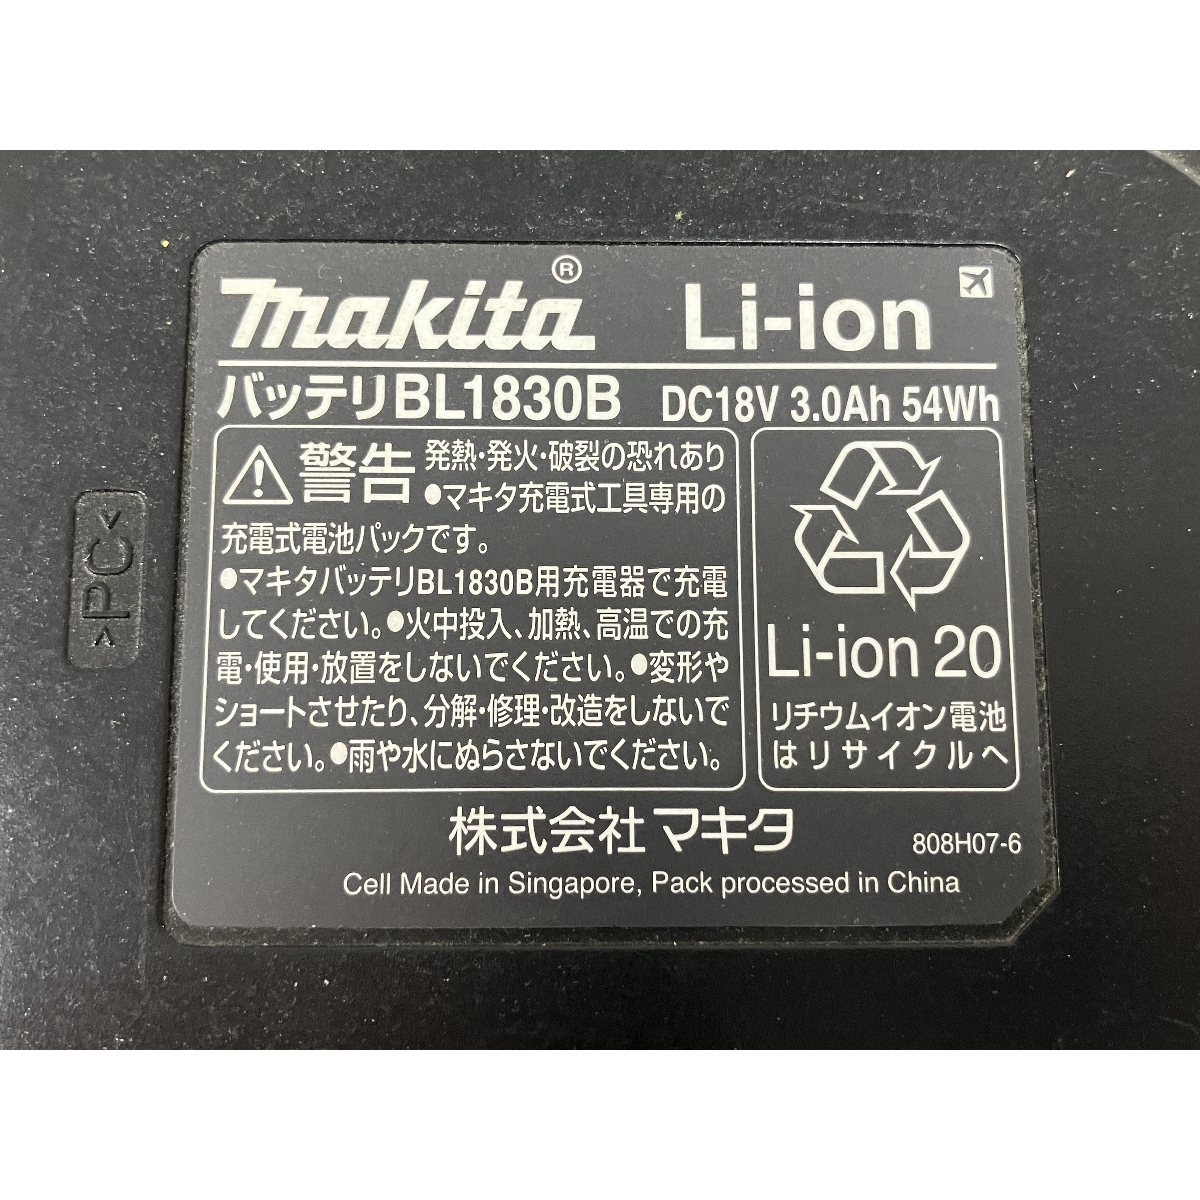 makita® Li-ion
バッテリBL1830B DC18V 3.0Ah 54Wh
警告 発熱・発火・破裂の恐れあり
●マキタ充電式工具専用の
充電式電池パックです。
●マキタバッテリBL1830B用充電器で充電
してください。●火中投入、加熱、高温での充
電・使用・放置をしないでください。●変形や
ショートさせたり、分解・修理・改造をしないで
ください。●雨や水にぬらさないでください。
Li-ion 20
リチウムイオン電池
はリサイクルへ
株式会社マキタ
808H07-6
Cell Made in Singapore, Pack processed in China
>PC<